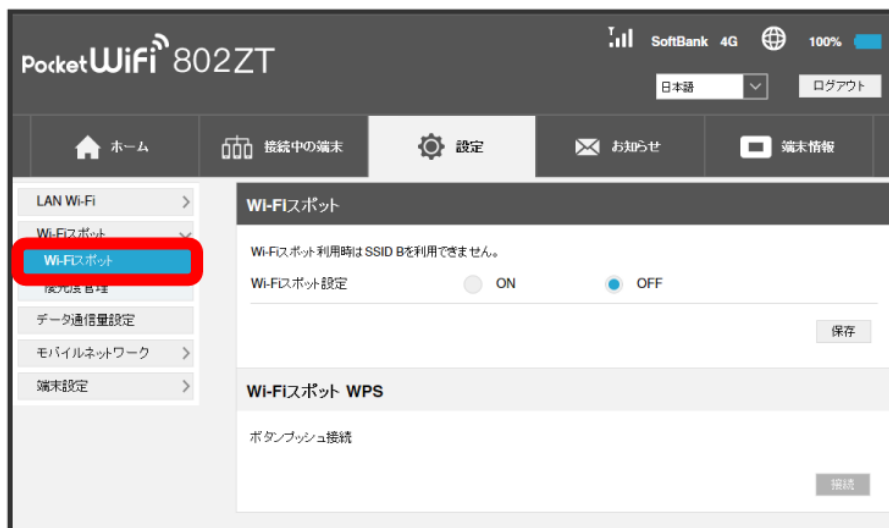 SoftBank 4G 100%
PocketWiFi 802ZT
日本語 ログアウト
ホーム 接続中の端末 設定 お知らせ 端末情報
LAN Wi-Fi
Wi-Fiスポット
Wi-Fiスポット
優先度管理
データ通信量設定
モバイルネットワーク
端末設定
Wi-Fiスポット
Wi-Fiスポット利用時はSSID Bを利用できません。
Wi-Fiスポット設定 ON OFF
保存
Wi-Fiスポット WPS
ボタンプッシュ接続
接続